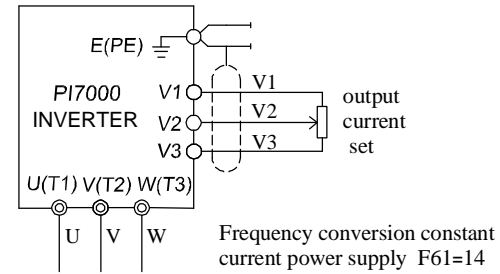 E(PE)
PI7000
INVERTER
V1
V2
V3
V1
V2
V3
output
current
set
U(T1) V(T2) W(T3)
U V W
Frequency conversion constant
current power supply F61=14